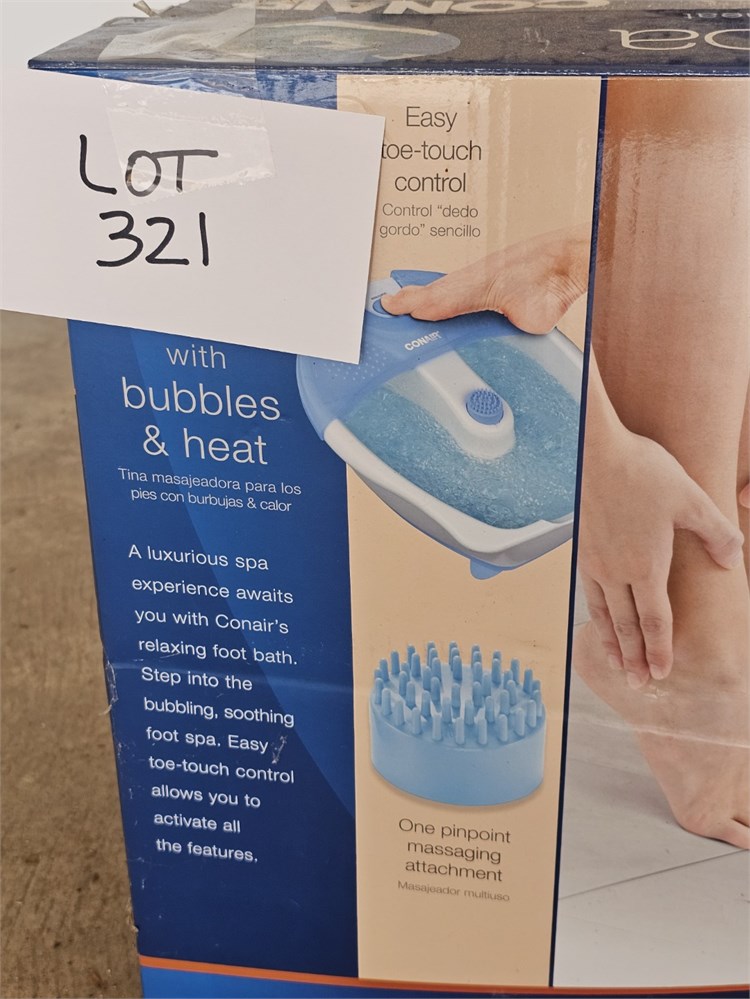 CONAIR
LOT
321
Easy
toe-touch
control
Control "dedo
gordo" sencillo
CONAIR
with
bubbles
& heat
Tina masajeadora para los
pies con burbujas & calor
A luxurious spa
experience awaits
you with Conair's
relaxing foot bath.
Step into the
bubbling, soothing
foot spa. Easy
toe-touch control
allows you to
activate all
the features.
One pinpoint
massaging
attachment
Masajeador multiuso